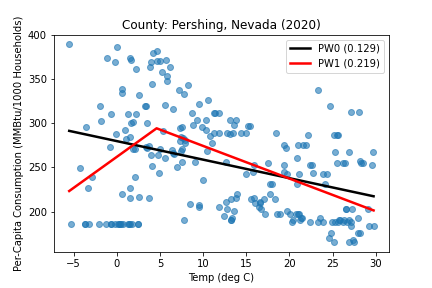 County: Pershing, Nevada (2020)
Per-Capita Consumption (MMBtu/1000 Households)
400
350
300
250
200
PW0 (0.129)
PW1 (0.219)
−5
0
5
10
15
20
25
30
Temp (deg C)